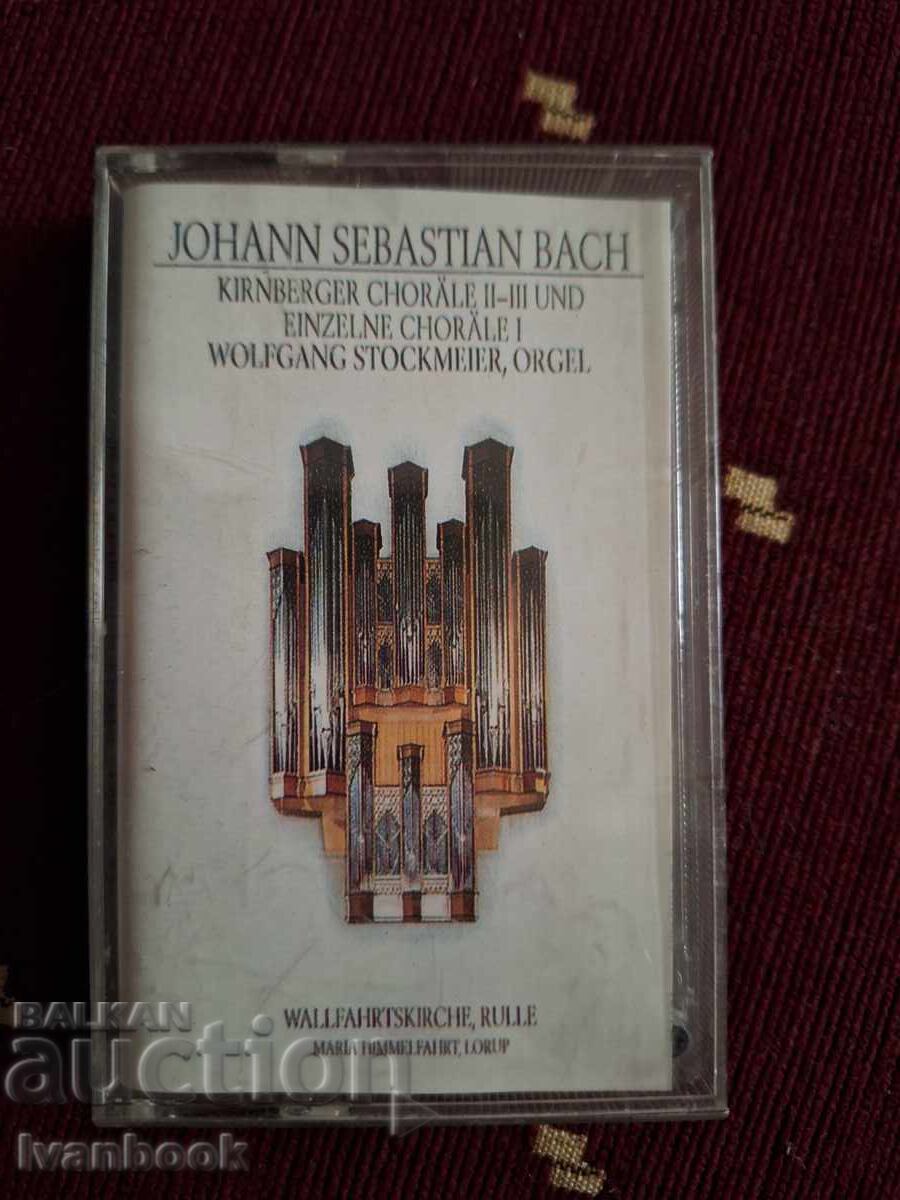 JOHANN SEBASTIAN BACH
KIRNBERGER CHORÄLE II-III UND
EINZELNE CHORÄLE I
WOLFGANG STOCKMEIER, ORGEL
WALLFAHRTSKIRCHE, RULLE
MARIA HIMMELFAHRT, LORUP
BALKAN
auction
Ivanbook